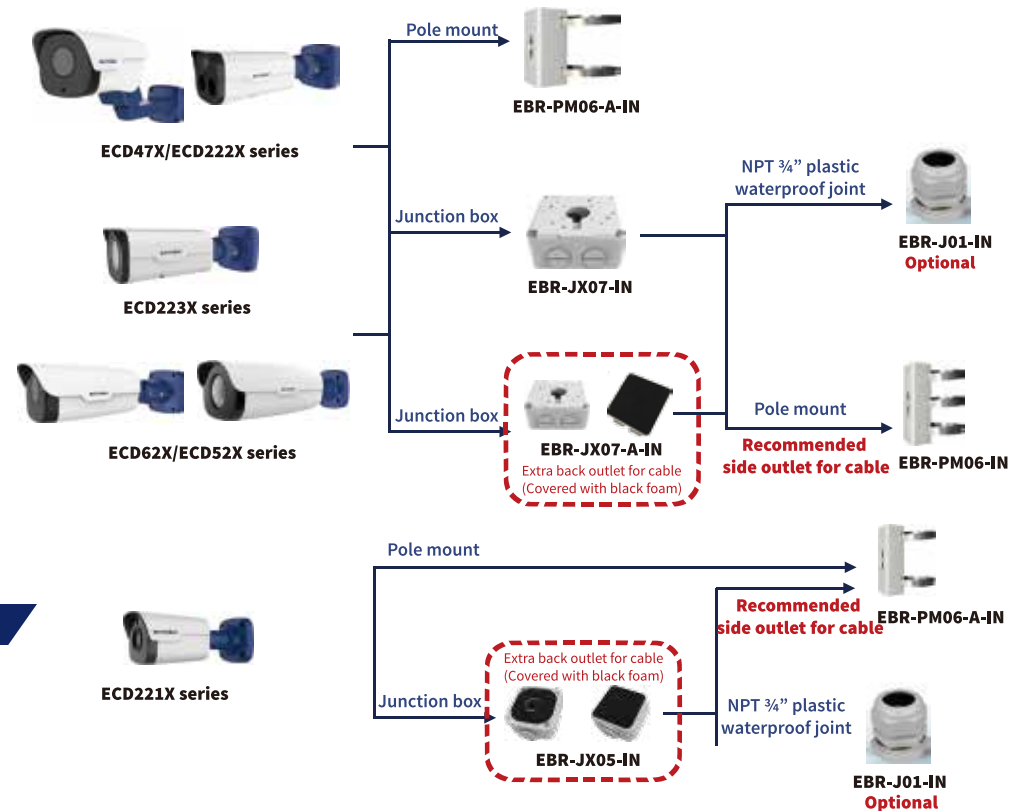 Pole mount
EBR-PM06-A-IN
ECD47X/ECD222X series
NPT ¾” plastic
waterproof joint
EBR-J01-IN
Optional
Junction box
EBR-JX07-IN
ECD223X series
Junction box
EBR-JX07-A-IN
Extra back outlet for cable
(Covered with black foam)
Pole mount
Recommended
side outlet for cable
EBR-PM06-IN
ECD62X/ECD52X series
Pole mount
Recommended
side outlet for cable
EBR-PM06-A-IN
ECD221X series
Extra back outlet for cable
(Covered with black foam)
Junction box
EBR-JX05-IN
NPT ¾” plastic
waterproof joint
EBR-J01-IN
Optional